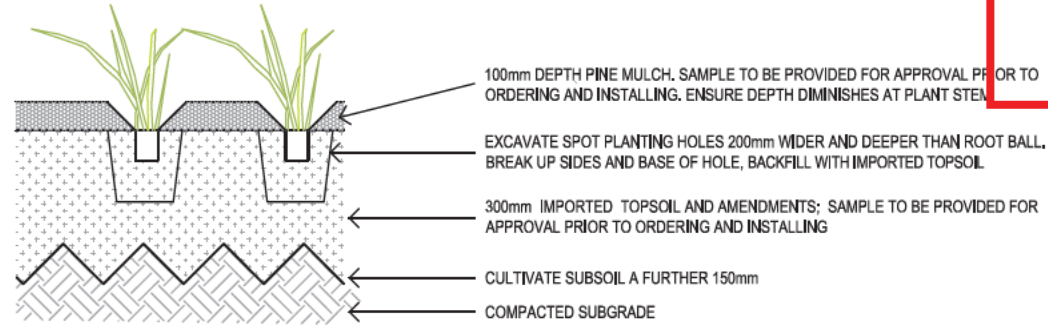 100mm DEPTH PINE MULCH. SAMPLE TO BE PROVIDED FOR APPROVAL PRIOR TO
ORDERING AND INSTALLING. ENSURE DEPTH DIMINISHES AT PLANT STEM
EXCAVATE SPOT PLANTING HOLES 200mm WIDER AND DEEPER THAN ROOT BALL.
BREAK UP SIDES AND BASE OF HOLE, BACKFILL WITH IMPORTED TOPSOIL
300mm IMPORTED TOPSOIL AND AMENDMENTS; SAMPLE TO BE PROVIDED FOR
APPROVAL PRIOR TO ORDERING AND INSTALLING
CULTIVATE SUBSOIL A FURTHER 150mm
COMPACTED SUBGRADE